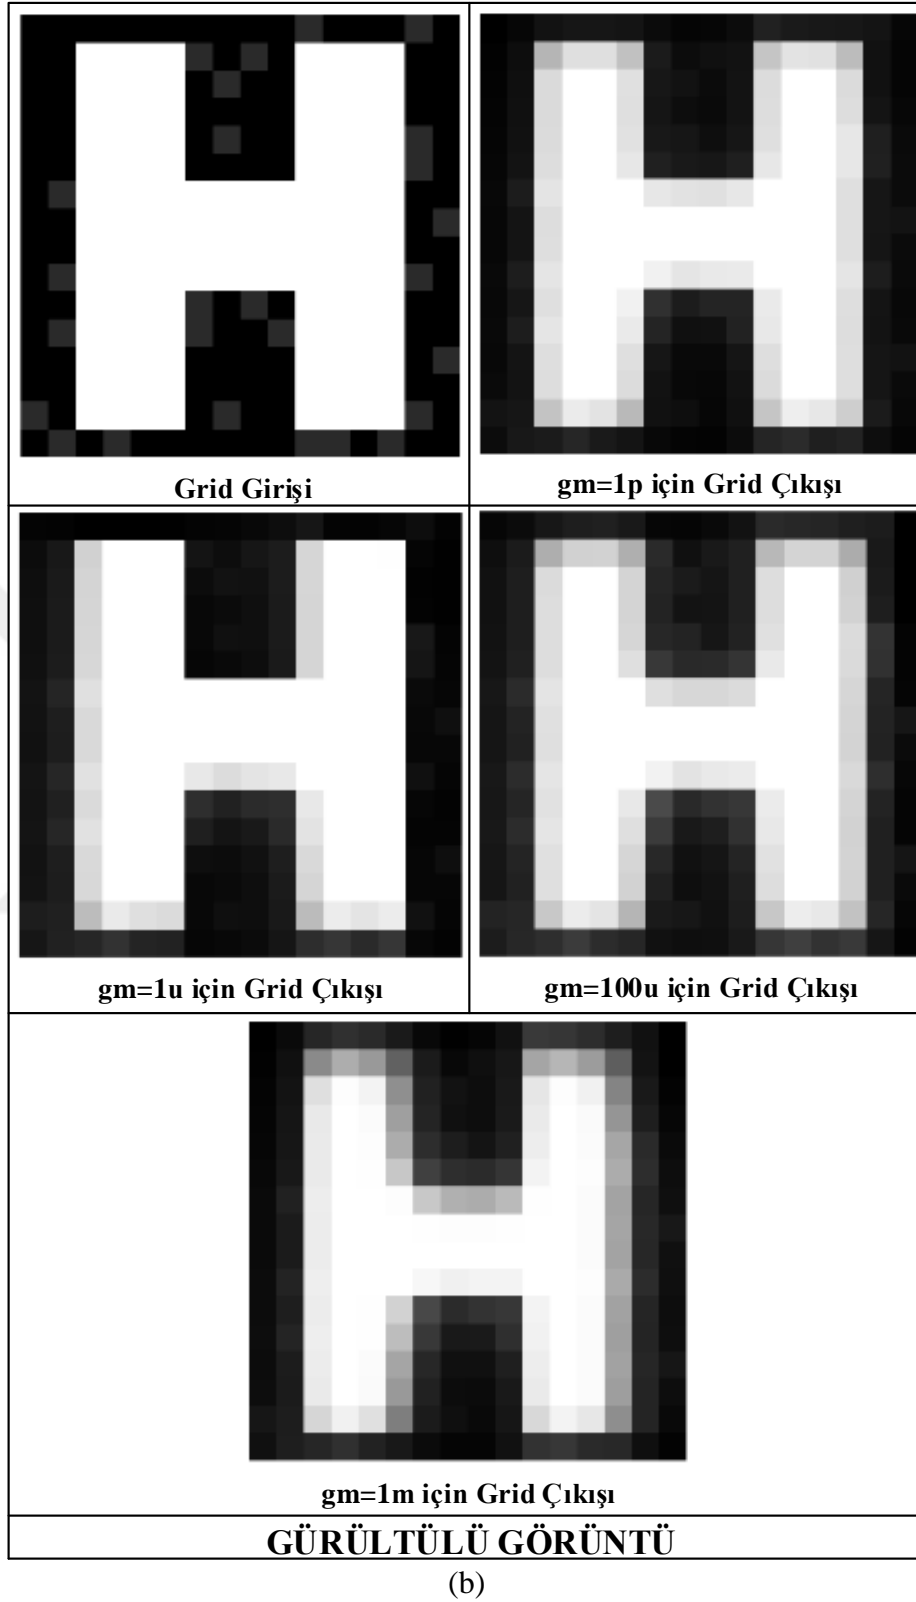 Grid Girişi
gm=1p için Grid Çıkışı
gm=1u için Grid Çıkışı
gm=100u için Grid Çıkışı
gm=1m için Grid Çıkışı
GÜRÜLTÜLÜ GÖRÜNTÜ
(b)